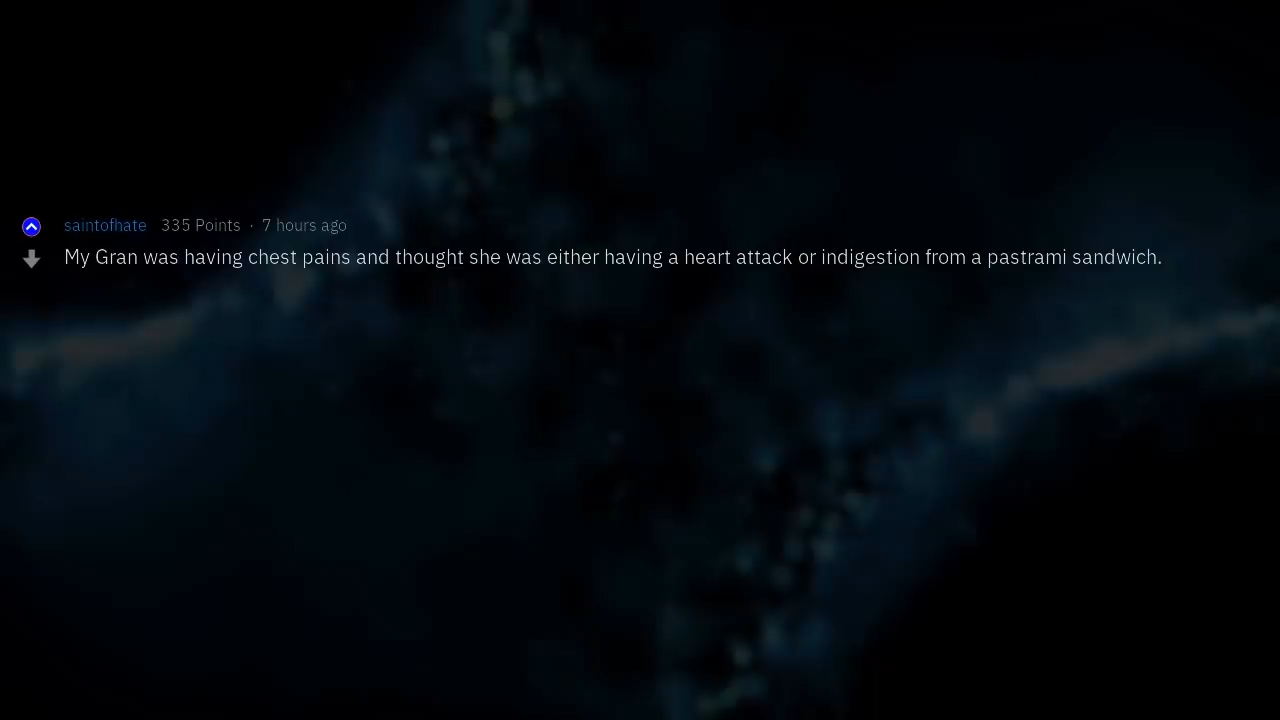 saintofhate 335 Points · 7 hours ago
My Gran was having chest pains and thought she was either having a heart attack or indigestion from a pastrami sandwich.